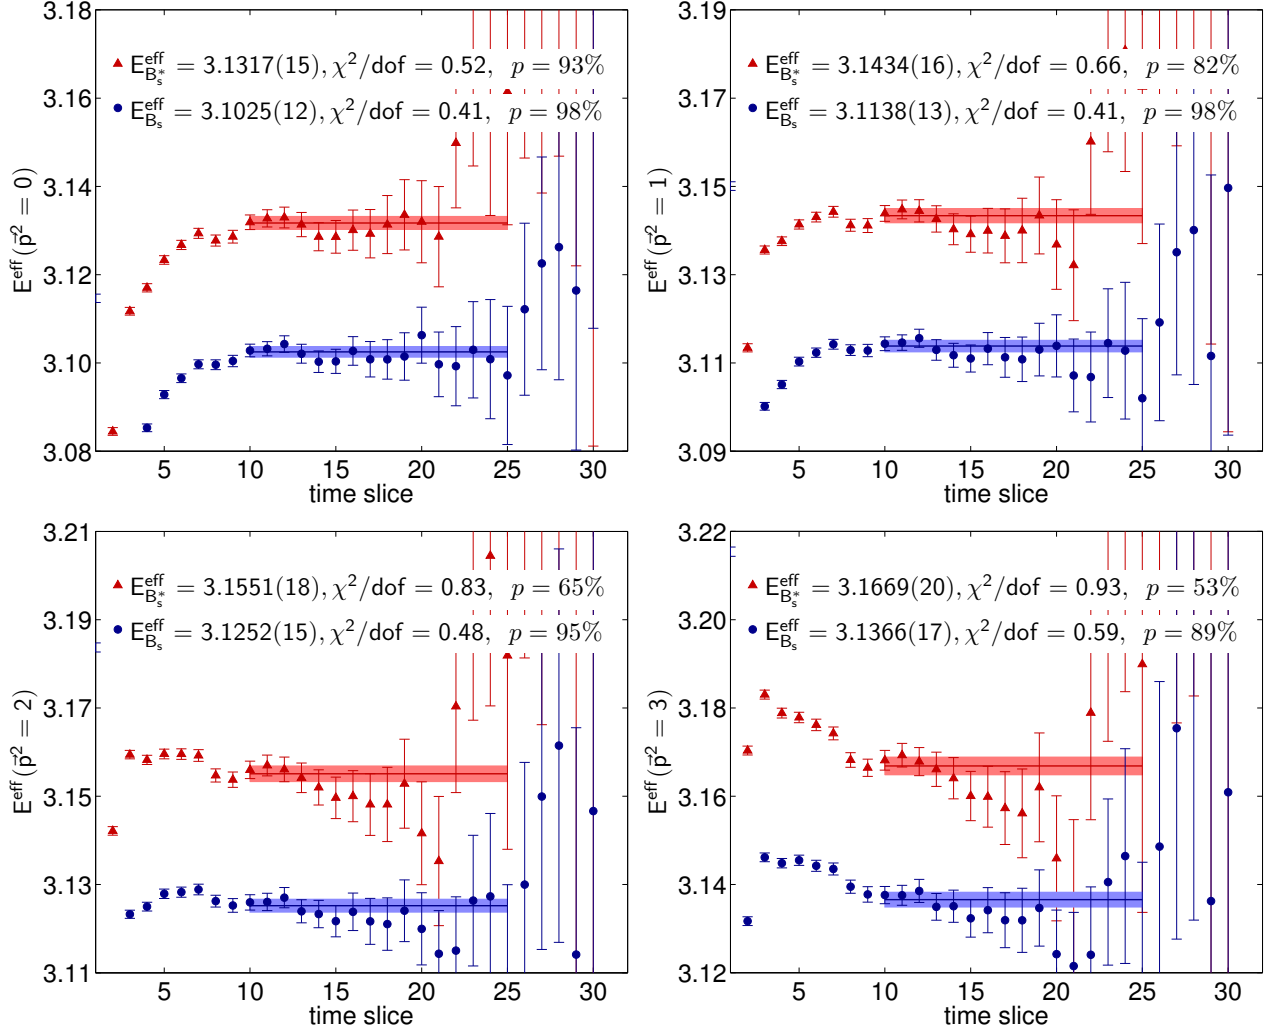 3.18
3.16
3.14
3.12
3.10
3.08
E^eff (p⃗² = 0)
▲ E^eff_{B_s*} = 3.1317(15), χ²/dof = 0.52, p = 93%
● E^eff_{B_s} = 3.1025(12), χ²/dof = 0.41, p = 98%
5 10 15 20 25 30
time slice
3.19
3.17
3.15
3.13
3.11
3.09
E^eff (p⃗² = 1)
▲ E^eff_{B_s*} = 3.1434(16), χ²/dof = 0.66, p = 82%
● E^eff_{B_s} = 3.1138(13), χ²/dof = 0.41, p = 98%
5 10 15 20 25 30
time slice
3.21
3.19
3.17
3.15
3.13
3.11
E^eff (p⃗² = 2)
▲ E^eff_{B_s*} = 3.1551(18), χ²/dof = 0.83, p = 65%
● E^eff_{B_s} = 3.1252(15), χ²/dof = 0.48, p = 95%
5 10 15 20 25 30
time slice
3.22
3.20
3.18
3.16
3.14
3.12
E^eff (p⃗² = 3)
▲ E^eff_{B_s*} = 3.1669(20), χ²/dof = 0.93, p = 53%
● E^eff_{B_s} = 3.1366(17), χ²/dof = 0.59, p = 89%
5 10 15 20 25 30
time slice